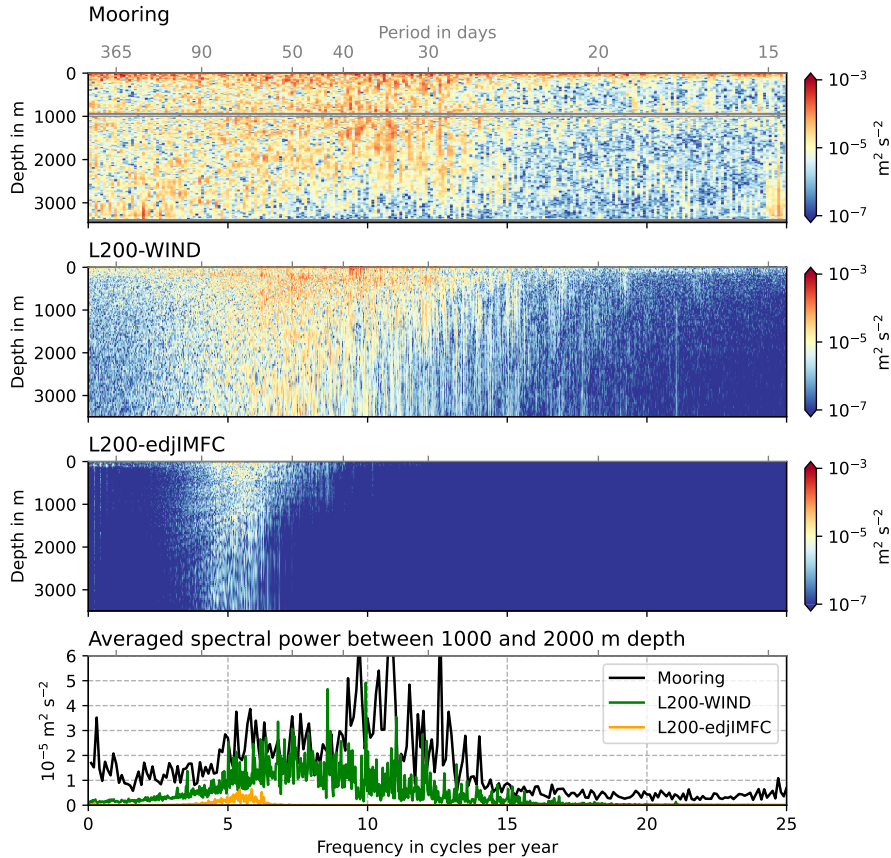 Mooring
Period in days
365 90 50 40 30 20 15
0
1000
2000
3000
Depth in m
10⁻³
10⁻⁵
10⁻⁷
m² s⁻²
L200-WIND
0
1000
2000
3000
Depth in m
10⁻³
10⁻⁵
10⁻⁷
m² s⁻²
L200-edjIMFC
0
1000
2000
3000
Depth in m
10⁻³
10⁻⁵
10⁻⁷
m² s⁻²
Averaged spectral power between 1000 and 2000 m depth
6
5
4
3
2
1
0
10⁻⁵ m² s⁻²
Mooring
L200-WIND
L200-edjIMFC
0 5 10 15 20 25
Frequency in cycles per year